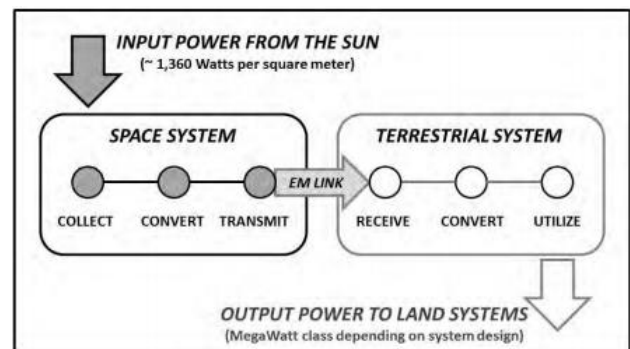 INPUT POWER FROM THE SUN
(~ 1,360 Watts per square meter)
SPACE SYSTEM
COLLECT CONVERT TRANSMIT
EM LINK
TERRESTRIAL SYSTEM
RECEIVE CONVERT UTILIZE
OUTPUT POWER TO LAND SYSTEMS
(MegaWatt class depending on system design)